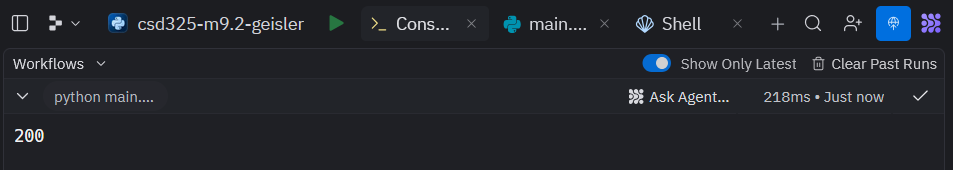 csd325-m9.2-geisler Cons... main.... Shell
Workflows Show Only Latest Clear Past Runs
python main.... Ask Agent... 218ms • Just now
200